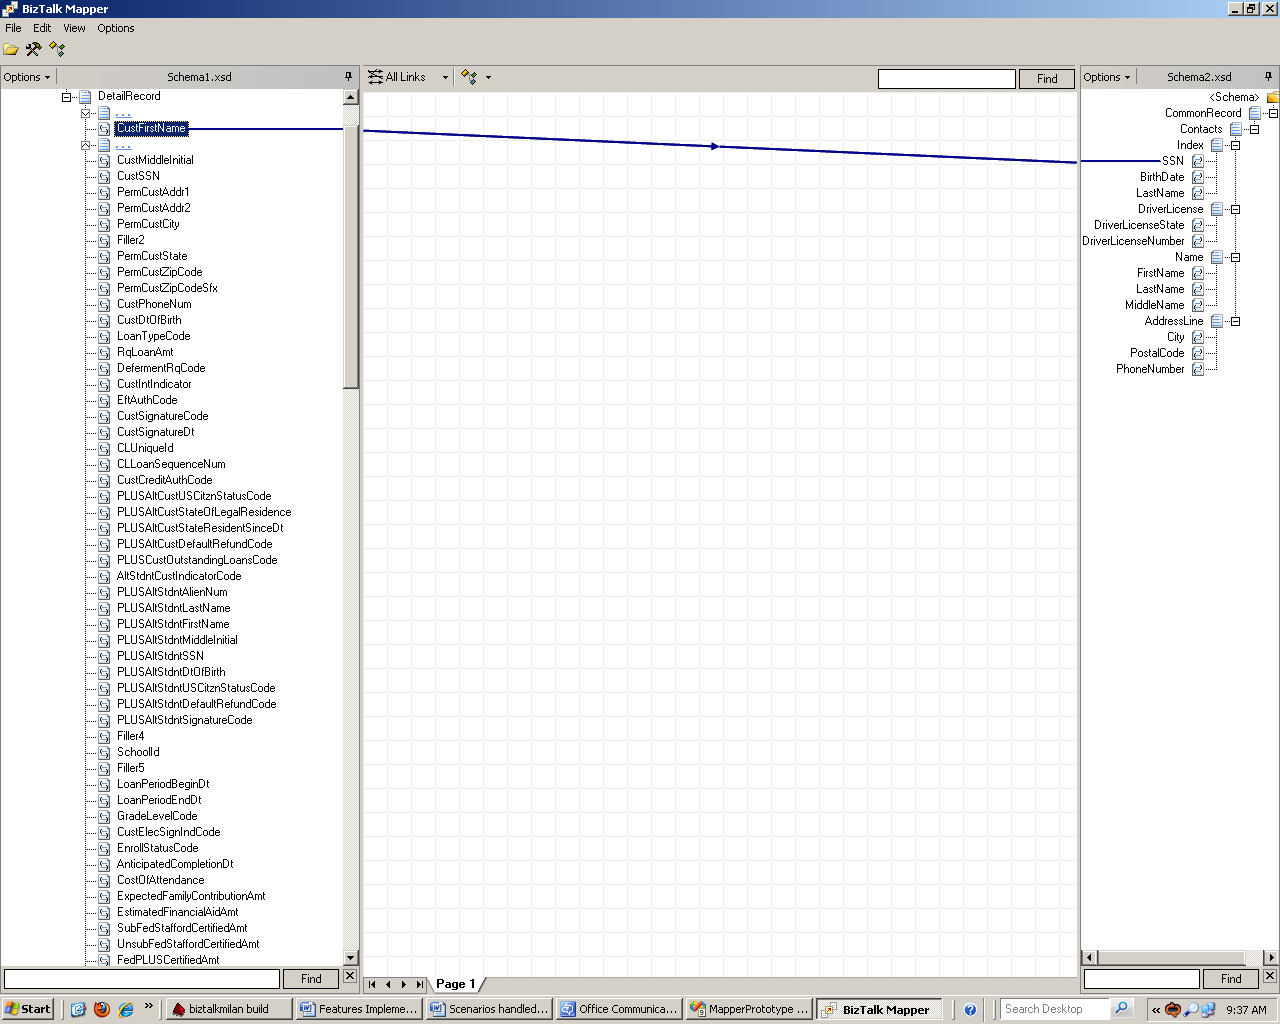 BizTalk Mapper
File Edit View Options
Options Schema1.xsd
All Links
Find
Options Schema2.xsd
DetailRecord
...
CustFirstName
...
CustMiddleInitial
CustSSN
PermCustAddr1
PermCustAddr2
PermCustCity
Filler2
PermCustState
PermCustZipCode
PermCustZipCodeSfx
CustPhoneNum
CustDtOfBirth
LoanTypeCode
RqLoanAmt
DefermentRqCode
CustIntIndicator
EftAuthCode
CustSignatureCode
CustSignatureDt
CLUniqueId
CLLoanSequenceNum
CustCreditAuthCode
PLUSAltCustUSCitznStatusCode
PLUSAltCustStateOfLegalResidence
PLUSAltCustStateResidentSinceDt
PLUSAltCustDefaultRefundCode
PLUSCustOutstandingLoansCode
AltStdntCustIndicatorCode
PLUSAltStdntAlienNum
PLUSAltStdntLastName
PLUSAltStdntFirstName
PLUSAltStdntMiddleInitial
PLUSAltStdntSSN
PLUSAltStdntDtOfBirth
PLUSAltStdntUSCitznStatusCode
PLUSAltStdntDefaultRefundCode
PLUSAltStdntSignatureCode
Filler4
SchoolId
Filler5
LoanPeriodBeginDt
LoanPeriodEndDt
GradeLevelCode
CustElecSignIndCode
EnrollStatusCode
AnticipatedCompletionDt
CostOfAttendance
ExpectedFamilyContributionAmt
EstimatedFinancialAidAmt
SubFedStaffordCertifiedAmt
UnsubFedStaffordCertifiedAmt
FedPLUSCertifiedAmt
Find
Page 1
<Schema>
CommonRecord
Contacts
Index
SSN
BirthDate
LastName
DriverLicense
DriverLicenseState
DriverLicenseNumber
Name
FirstName
LastName
MiddleName
AddressLine
City
PostalCode
PhoneNumber
Find
Start
biztalkmilan build
Features Impleme...
Scenarios handled...
Office Communica...
MapperPrototype ...
BizTalk Mapper
Search Desktop
9:37 AM